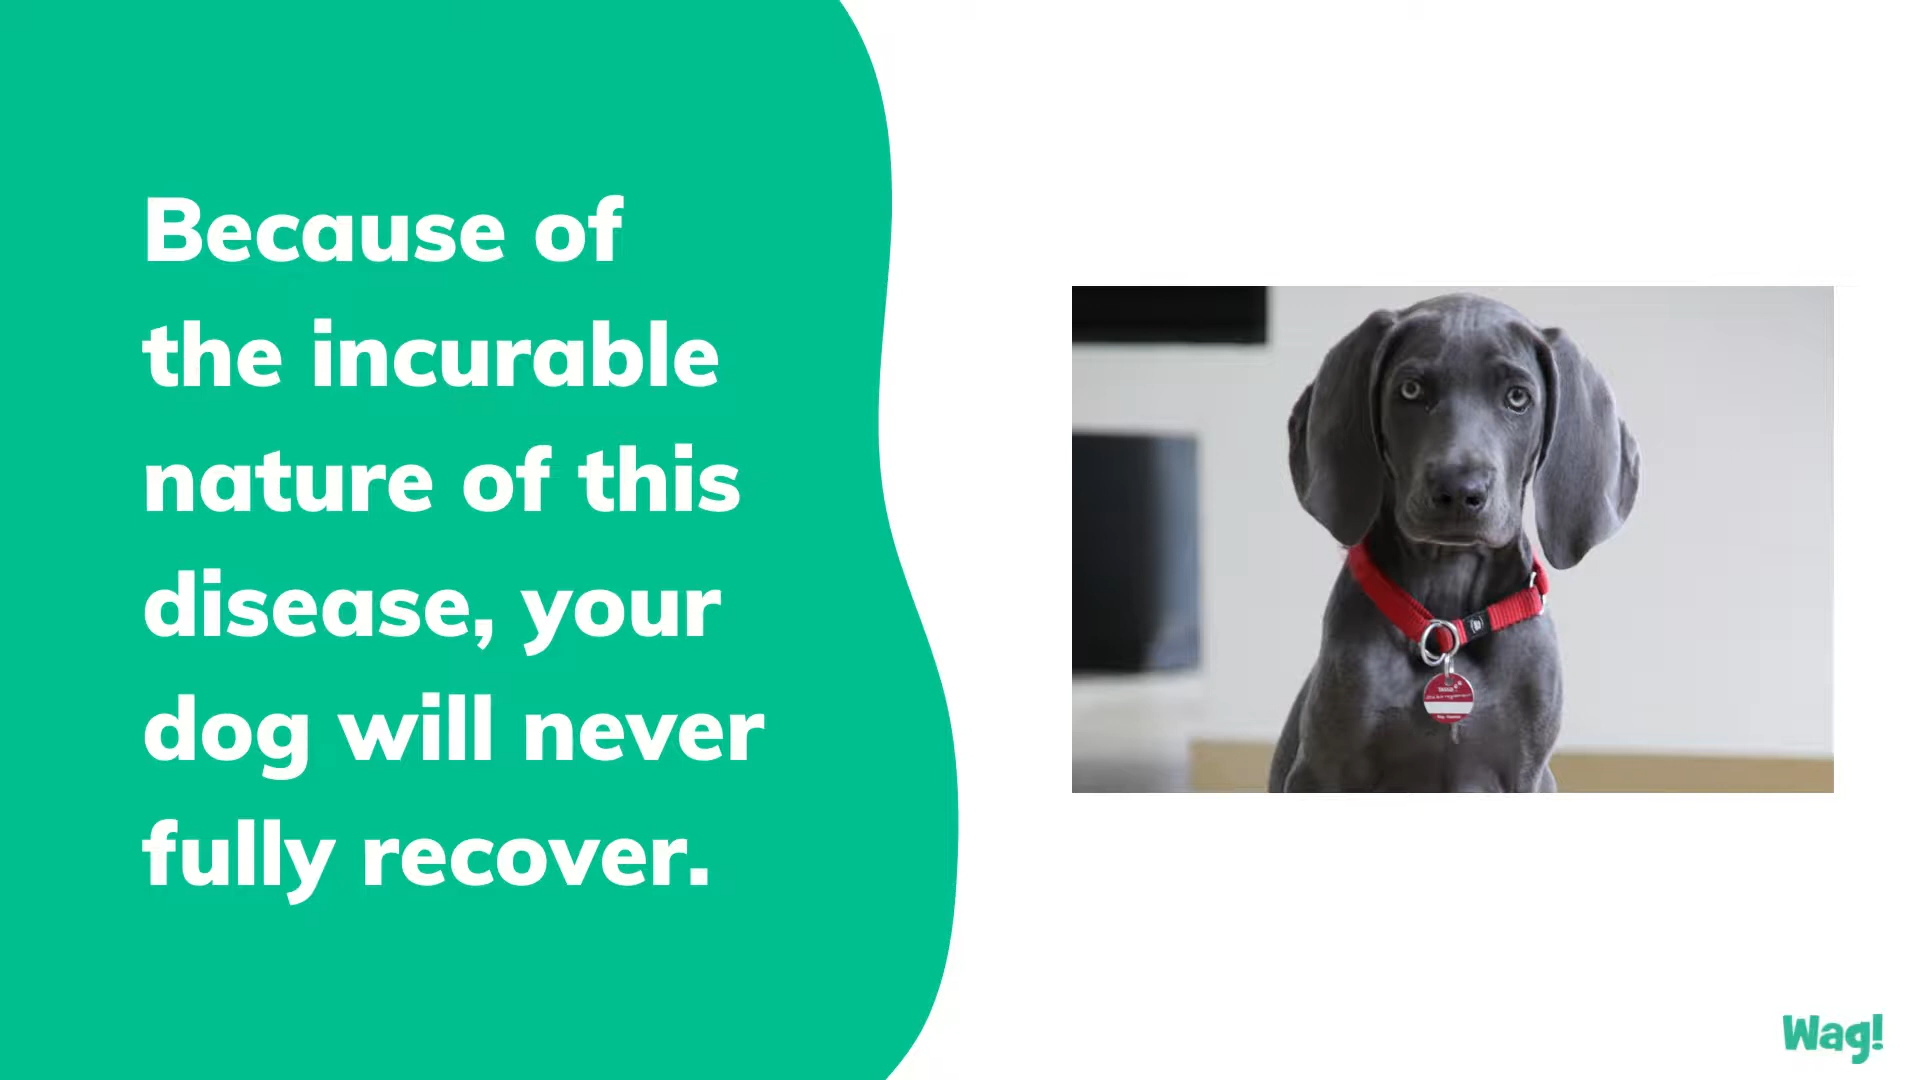 Because of
the incurable
nature of this
disease, your
dog will never
fully recover.
Wag!